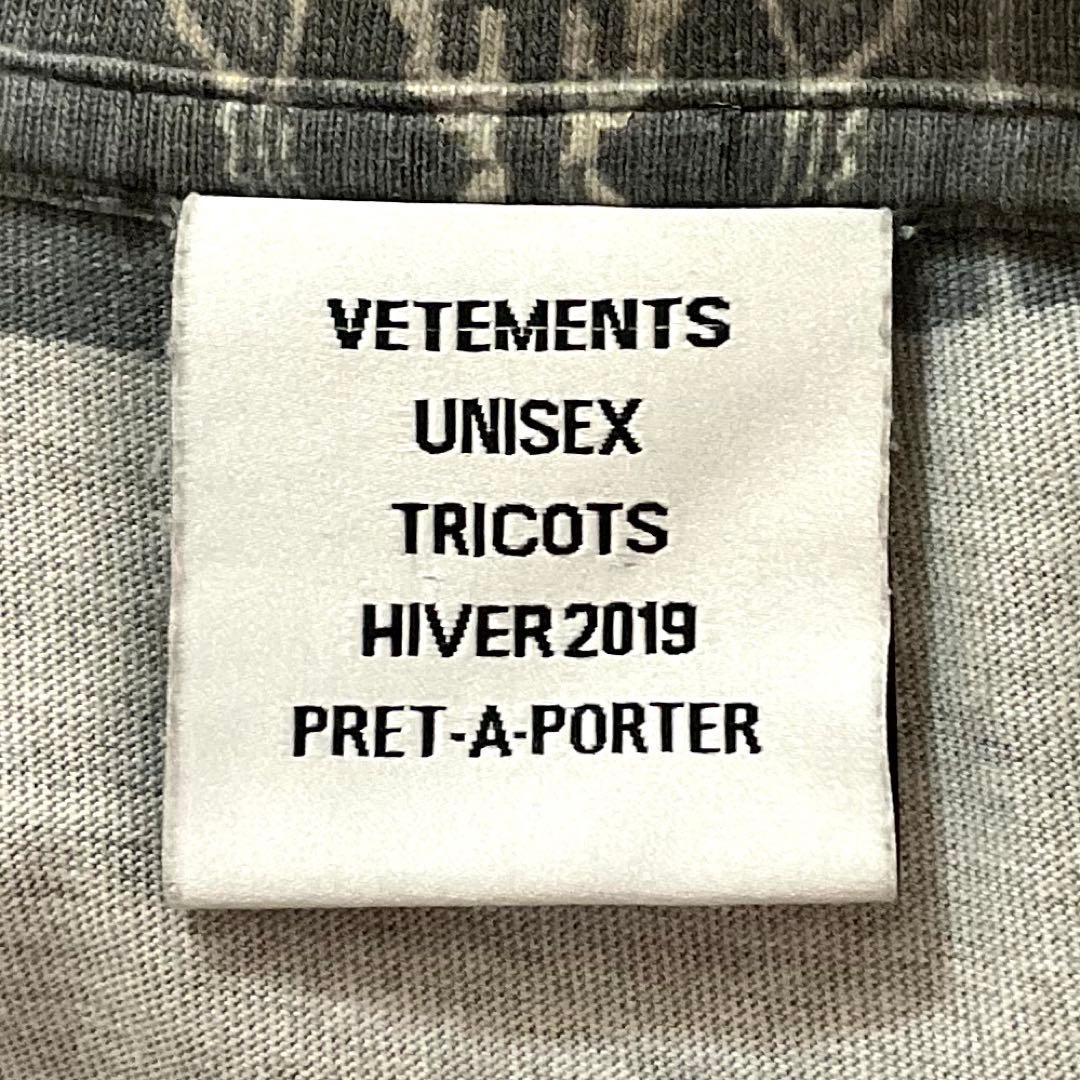 VETEMENTS
UNISEX
TRICOTS
HIVER 2019
PRET-A-PORTER